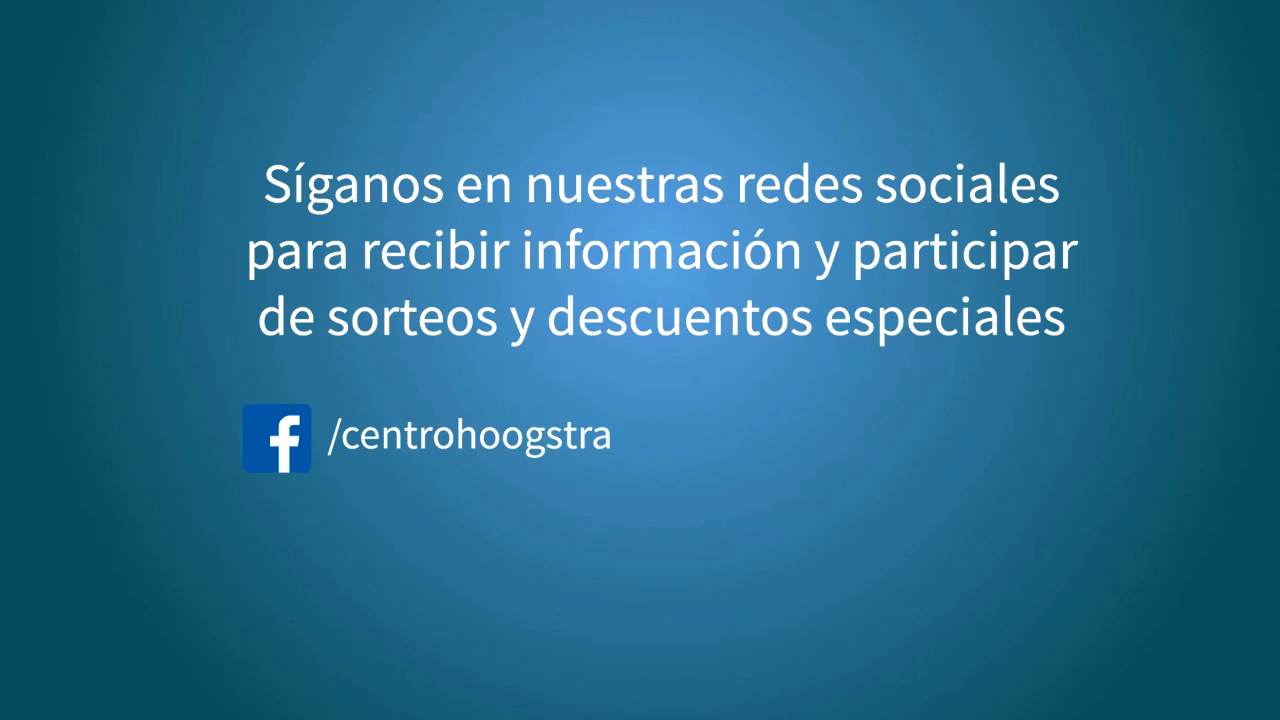 Síganos en nuestras redes sociales
para recibir información y participar
de sorteos y descuentos especiales
f /centrohoogstra